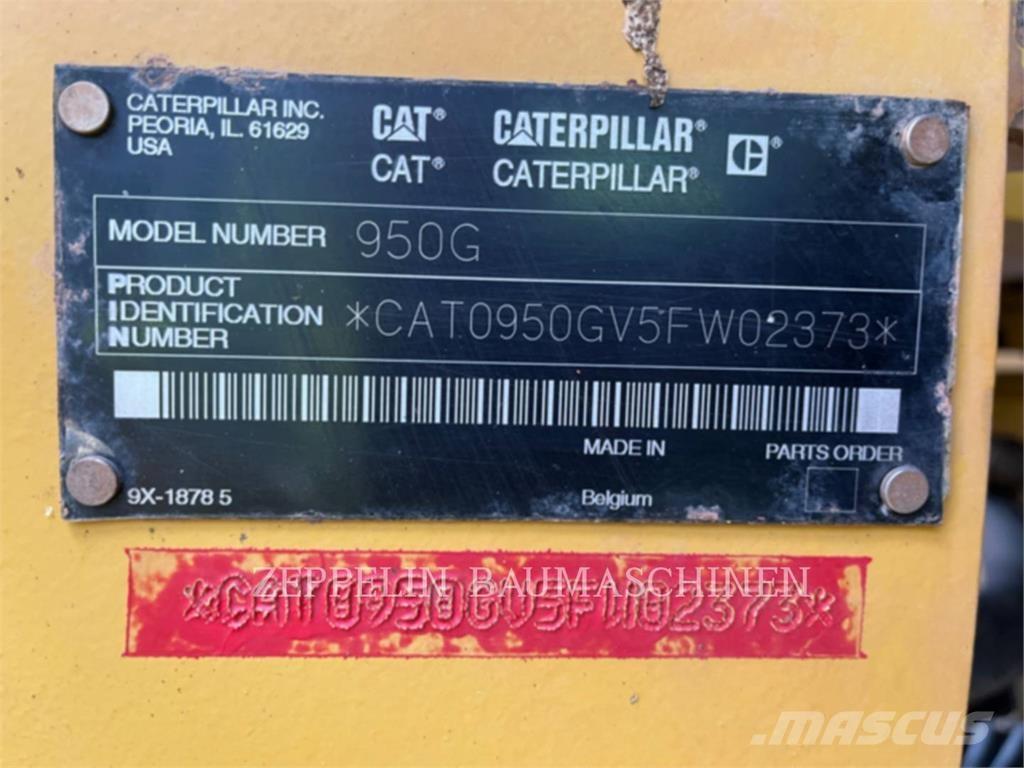 CATERPILLAR INC.
PEORIA, IL 61629
USA
CAT® CATERPILLAR® C®
CAT® CATERPILLAR®
MODEL NUMBER 950G
PRODUCT
IDENTIFICATION
NUMBER
*CAT0950GV5FW02373*
MADE IN
PARTS ORDER
9X-1878 5
Belgium
ZEPPELIN BAUMASCHINEN
*CAT0950GV5FW02373*
MASCUS